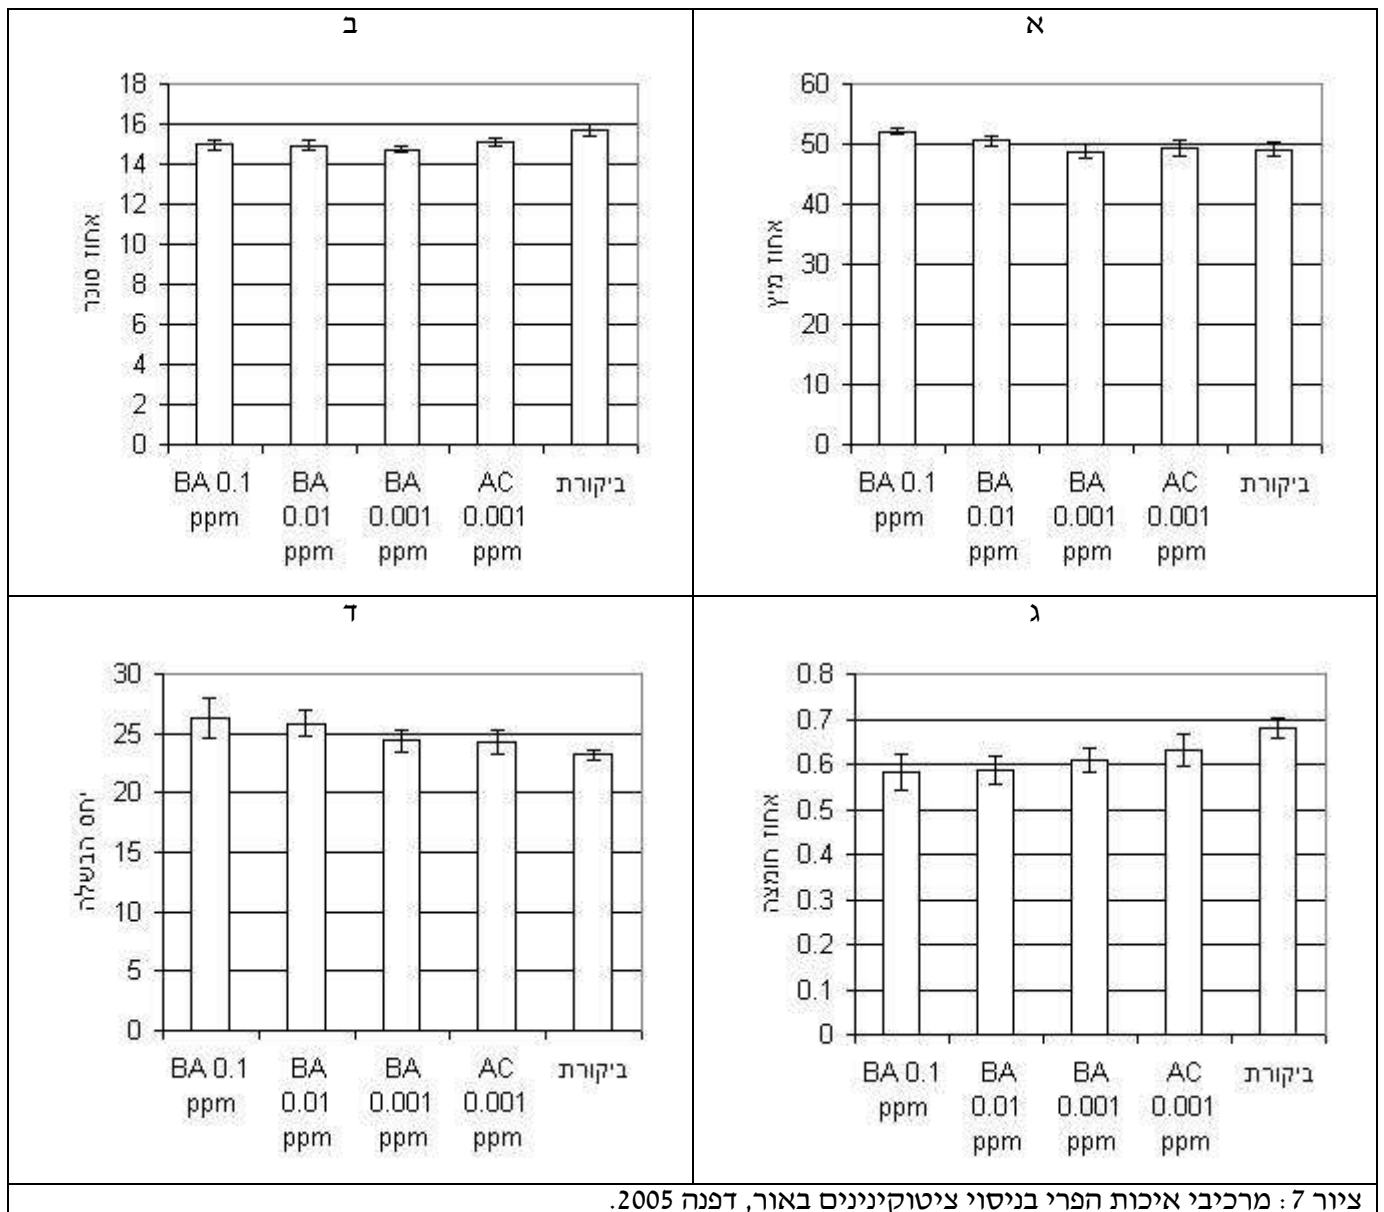 א
אחוז מיץ
60
50
40
30
20
10
0
BA 0.1 ppm
BA 0.01 ppm
BA 0.001 ppm
AC 0.001 ppm
ביקורת
ב
אחוז סוכר
18
16
14
12
10
8
6
4
2
0
BA 0.1 ppm
BA 0.01 ppm
BA 0.001 ppm
AC 0.001 ppm
ביקורת
ג
אחוז חומצה
0.8
0.7
0.6
0.5
0.4
0.3
0.2
0.1
0
BA 0.1 ppm
BA 0.01 ppm
BA 0.001 ppm
AC 0.001 ppm
ביקורת
ד
יחס הבשלה
30
25
20
15
10
5
0
BA 0.1 ppm
BA 0.01 ppm
BA 0.001 ppm
AC 0.001 ppm
ביקורת
ציור 7: מרכיבי איכות הפרי בניסוי ציטוקינינים באור, דפנה 2005.